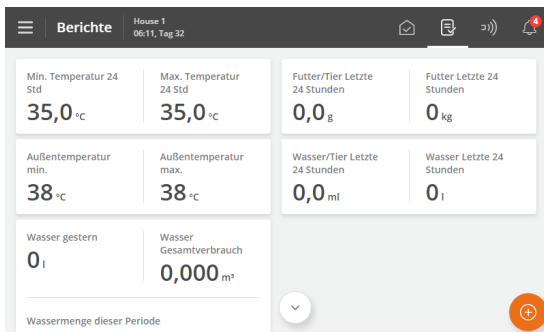 Berichte
House 1
06:11, Tag 32
4
Min. Temperatur 24
Std
35,0 °C
Max. Temperatur
24 Std
35,0 °C
Futter/Tier Letzte
24 Stunden
0,0 g
Futter Letzte 24
Stunden
0 kg
Außentemperatur
min.
38 °C
Außentemperatur
max.
38 °C
Wasser/Tier Letzte
24 Stunden
0,0 ml
Wasser Letzte 24
Stunden
0 l
Wasser gestern
0 l
Wasser
Gesamtverbrauch
0,000 m³
Wassermenge dieser Periode